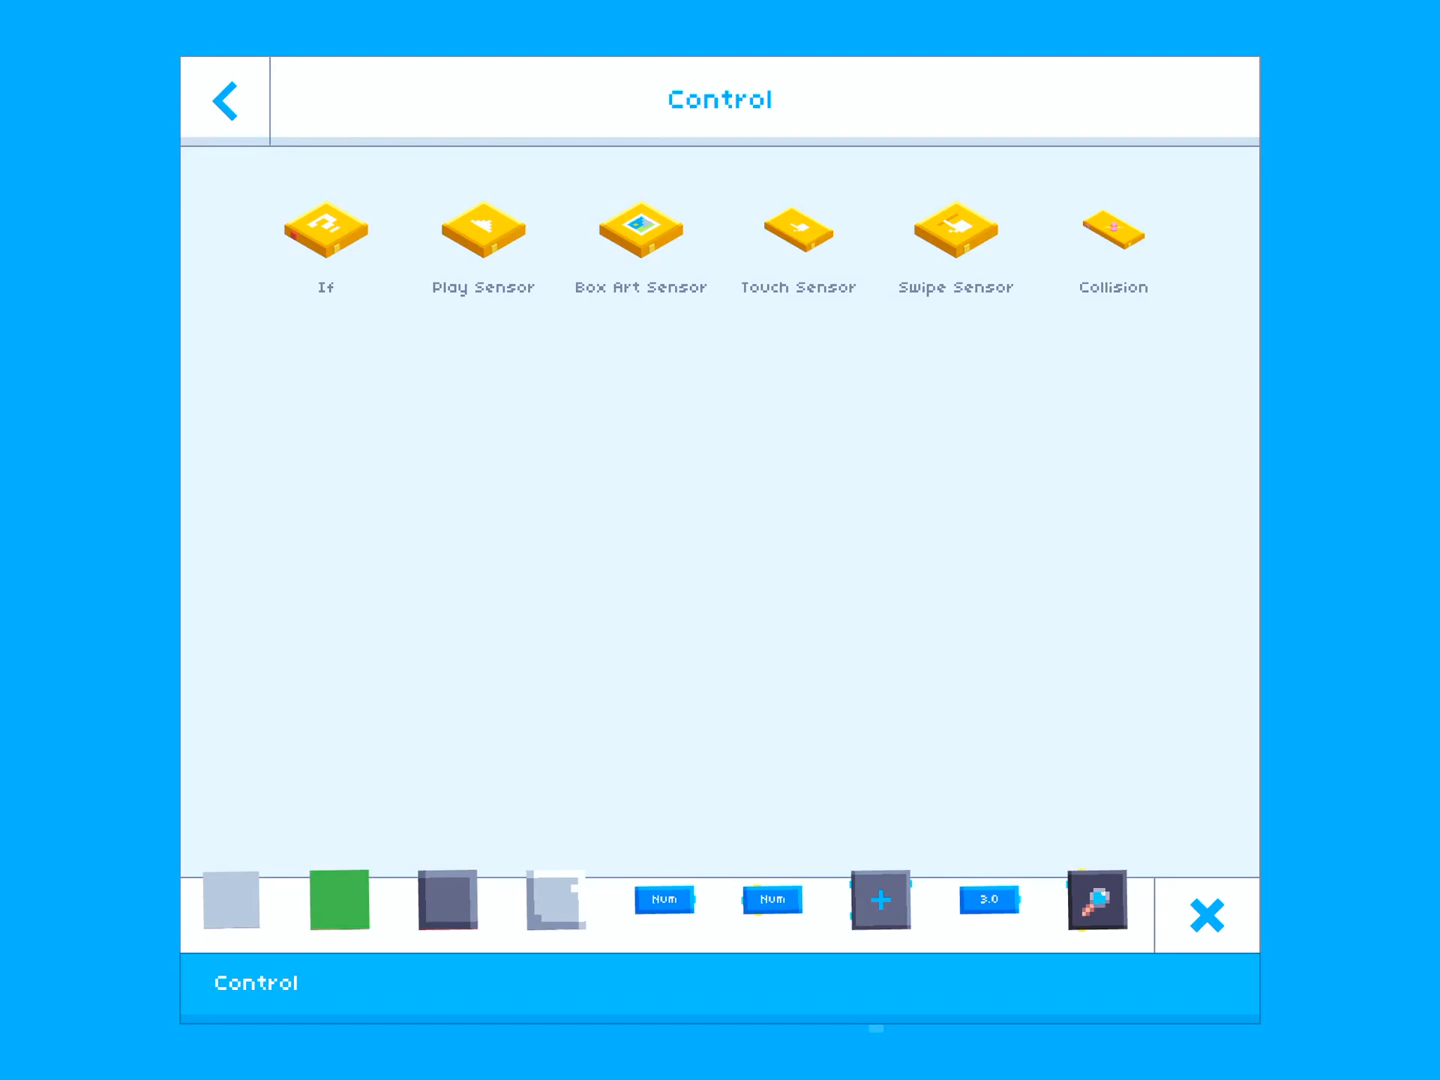 Control
If
Play Sensor
Box Art Sensor
Touch Sensor
Swipe Sensor
Collision
Num
Num
3.0
Control